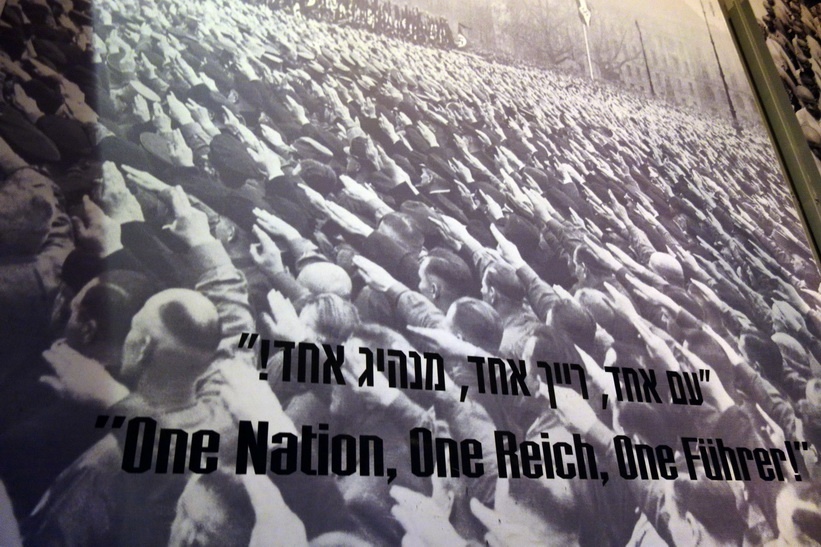 "עם אחד, רייך אחד, מנהיג אחד!"
"One Nation, One Reich, One Führer!"